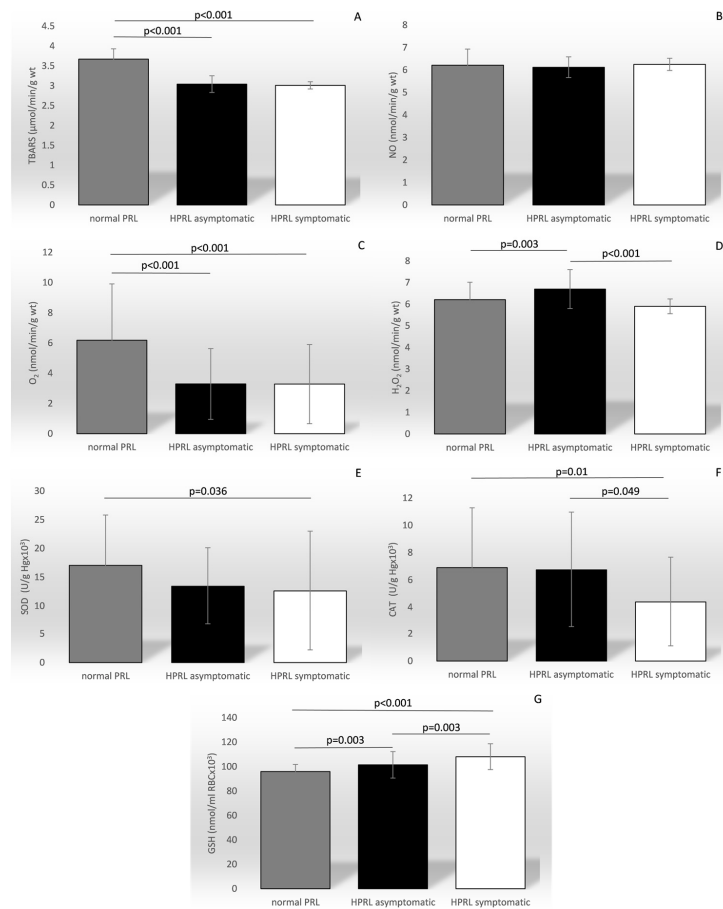 A
p<0.001
p<0.001
TBARS (µmol/min/g wt)
4.5
4
3.5
3
2.5
2
1.5
1
0.5
0
normal PRL HPRL asymptomatic HPRL symptomatic
B
NO (nmol/min/g wt)
9
8
7
6
5
4
3
2
1
0
normal PRL HPRL asymptomatic HPRL symptomatic
C
p<0.001
p<0.001
O₂ (nmol/min/g wt)
12
10
8
6
4
2
0
normal PRL HPRL asymptomatic HPRL symptomatic
D
p=0.003
p<0.001
H₂O₂ (nmol/min/g wt)
8
7
6
5
4
3
2
1
0
normal PRL HPRL asymptomatic HPRL symptomatic
E
p=0.036
SOD (U/g Hgx10³)
30
25
20
15
10
5
0
normal PRL HPRL asymptomatic HPRL symptomatic
F
p=0.01
p=0.049
CAT (U/g Hgx10³)
12
10
8
6
4
2
0
normal PRL HPRL asymptomatic HPRL symptomatic
G
p<0.001
p=0.003
p=0.003
GSH (nmol/ml RBCx10³)
140
120
100
80
60
40
20
0
normal PRL HPRL asymptomatic HPRL symptomatic